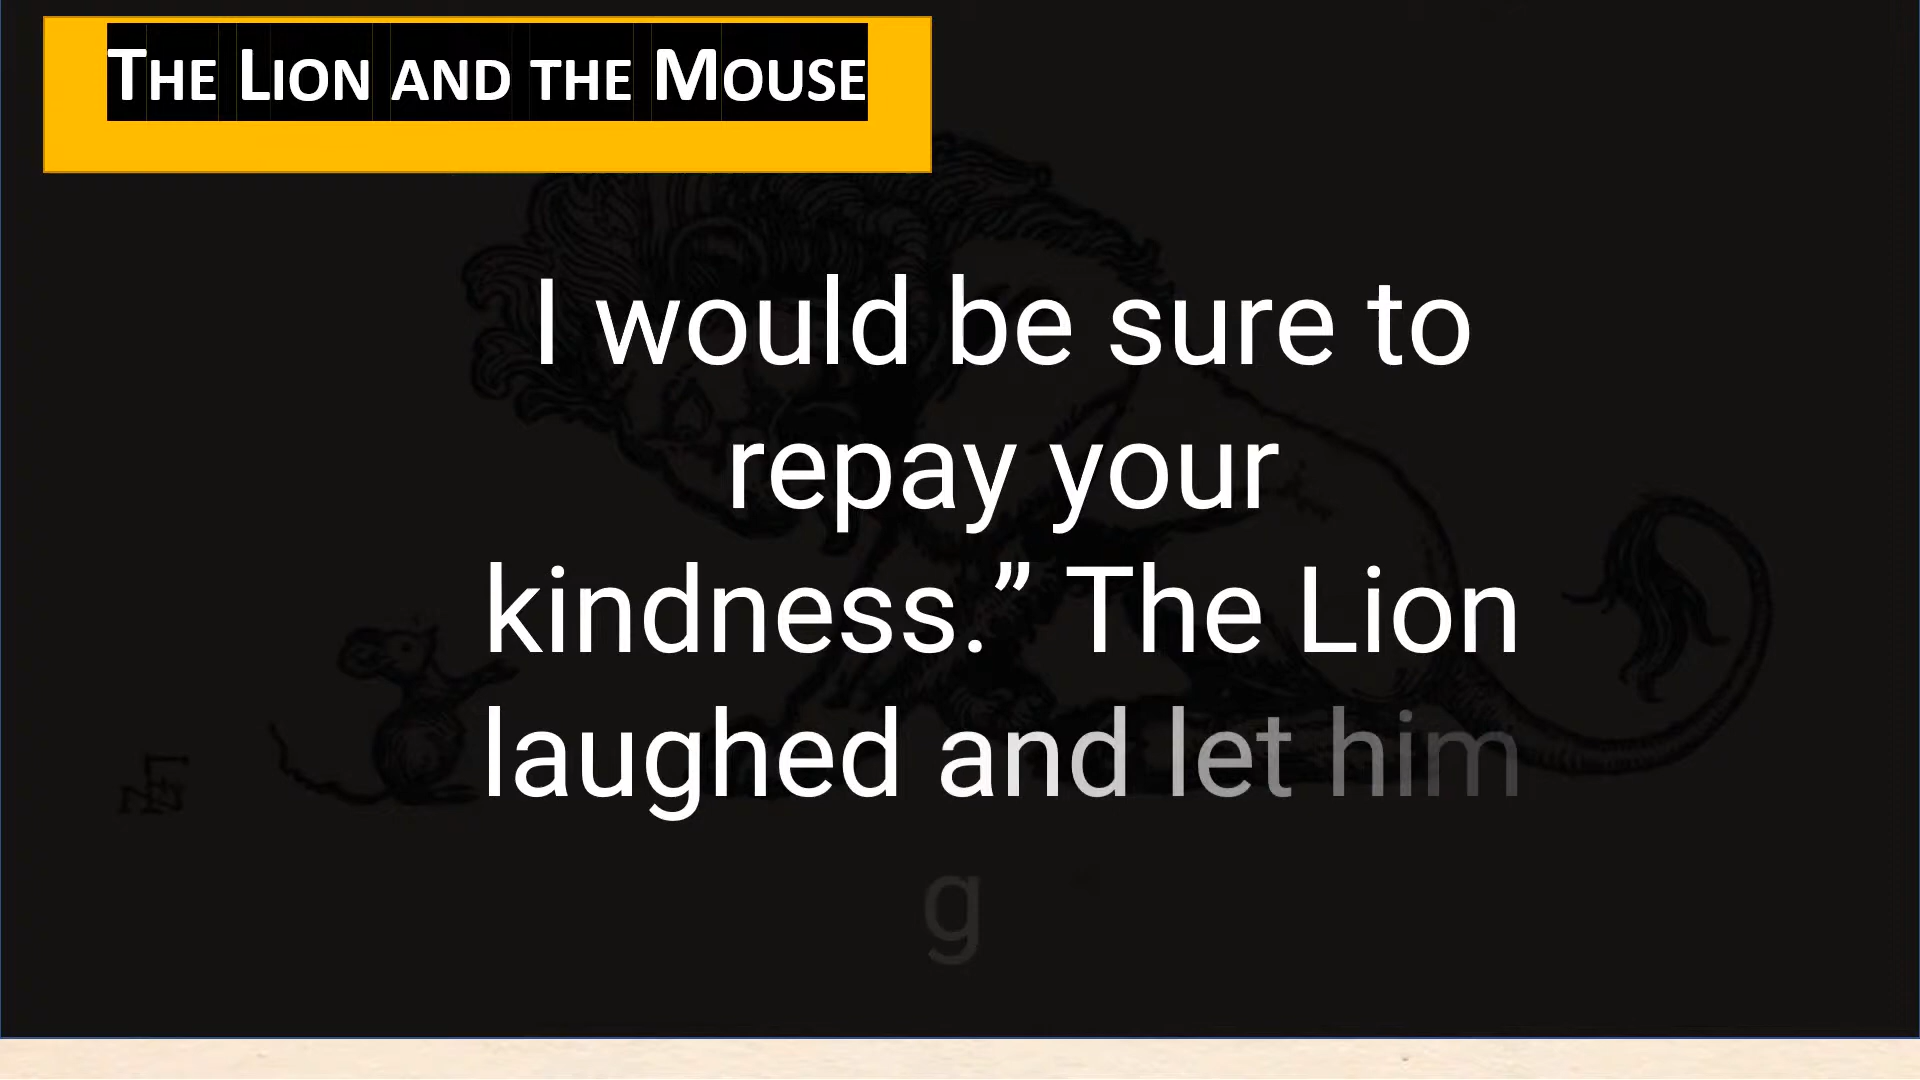 The Lion and the Mouse
I would be sure to
repay your
kindness.” The Lion
laughed and let him
g